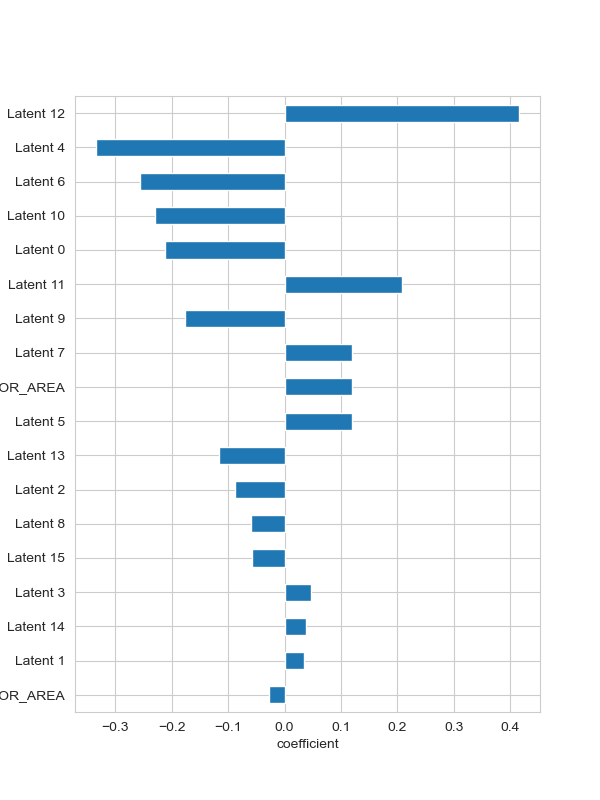 Latent 12
Latent 4
Latent 6
Latent 10
Latent 0
Latent 11
Latent 9
Latent 7
OR_AREA
Latent 5
Latent 13
Latent 2
Latent 8
Latent 15
Latent 3
Latent 14
Latent 1
OR_AREA
−0.3 −0.2 −0.1 0.0 0.1 0.2 0.3 0.4
coefficient